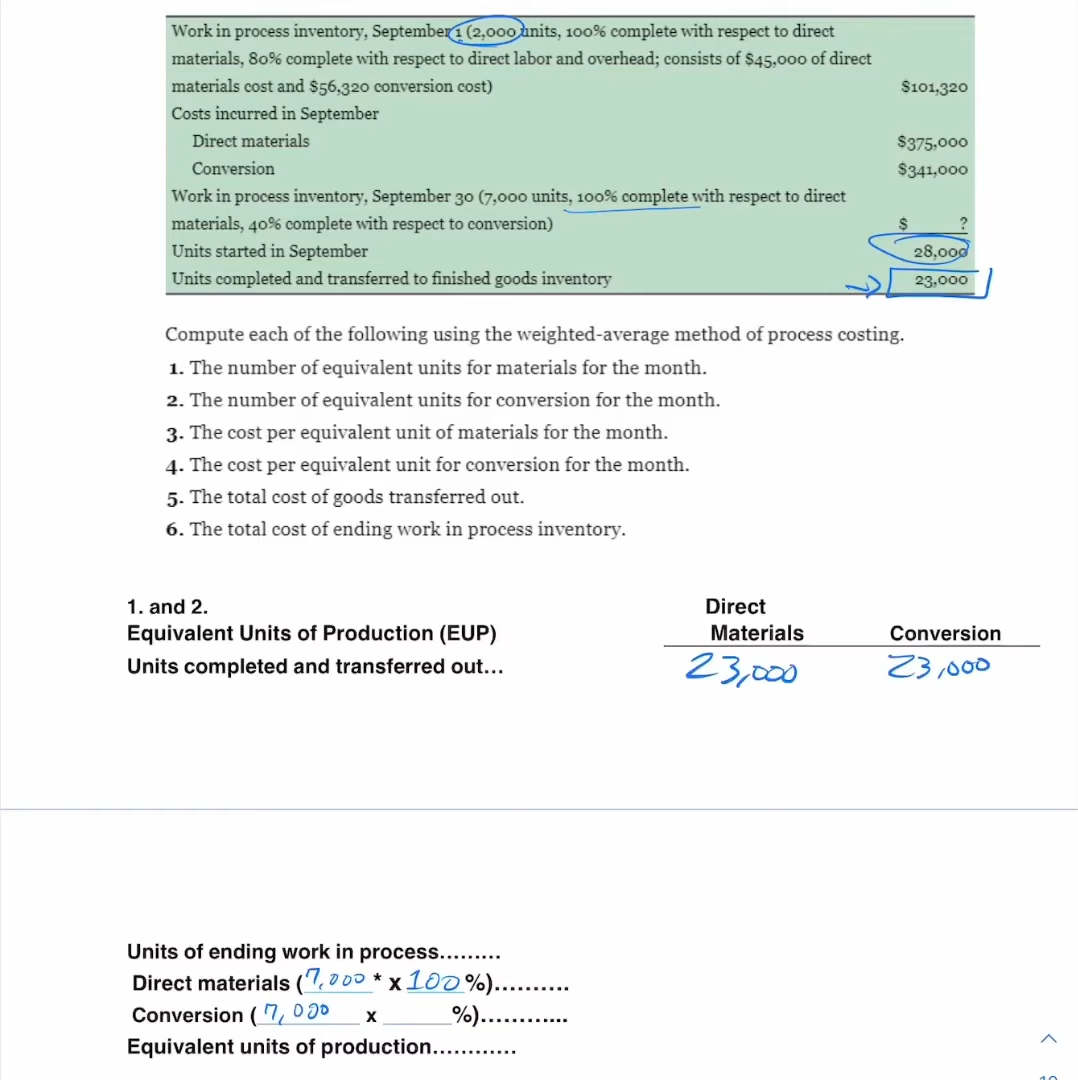 Work in process inventory, September 1 (2,000 units, 100% complete with respect to direct
materials, 80% complete with respect to direct labor and overhead; consists of $45,000 of direct
materials cost and $56,320 conversion cost) $101,320
Costs incurred in September
Direct materials $375,000
Conversion $341,000
Work in process inventory, September 30 (7,000 units, 100% complete with respect to direct
materials, 40% complete with respect to conversion) $ ?
Units started in September 28,000
Units completed and transferred to finished goods inventory 23,000
Compute each of the following using the weighted-average method of process costing.
1. The number of equivalent units for materials for the month.
2. The number of equivalent units for conversion for the month.
3. The cost per equivalent unit of materials for the month.
4. The cost per equivalent unit for conversion for the month.
5. The total cost of goods transferred out.
6. The total cost of ending work in process inventory.
1. and 2. Direct
Equivalent Units of Production (EUP) Materials Conversion
Units completed and transferred out... 23,000 23,000
Units of ending work in process.........
Direct materials (7,000 * x 100 %)..........
Conversion (7,000 x ______%)............
Equivalent units of production............